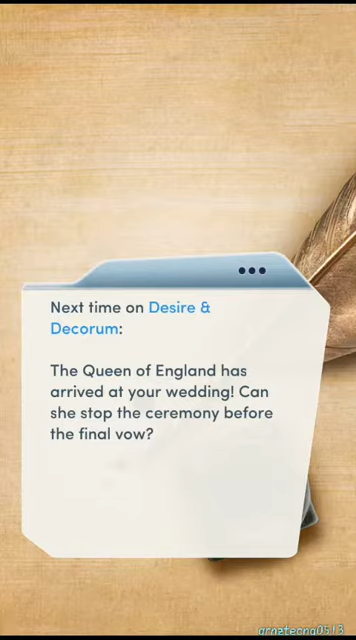 Next time on Desire &
Decorum:
The Queen of England has
arrived at your wedding! Can
she stop the ceremony before
the final vow?